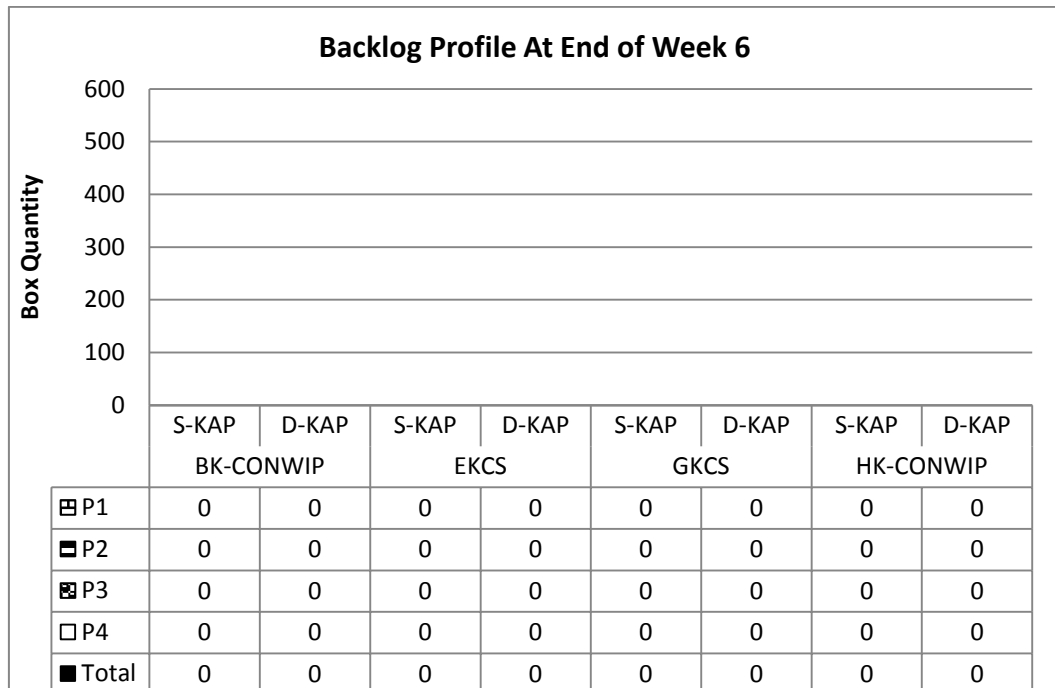 Backlog Profile At End of Week 6
Box Quantity
600
500
400
300
200
100
0
S-KAP D-KAP S-KAP D-KAP S-KAP D-KAP S-KAP D-KAP
BK-CONWIP EKCS GKCS HK-CONWIP
P1 0 0 0 0 0 0 0 0
P2 0 0 0 0 0 0 0 0
P3 0 0 0 0 0 0 0 0
P4 0 0 0 0 0 0 0 0
Total 0 0 0 0 0 0 0 0